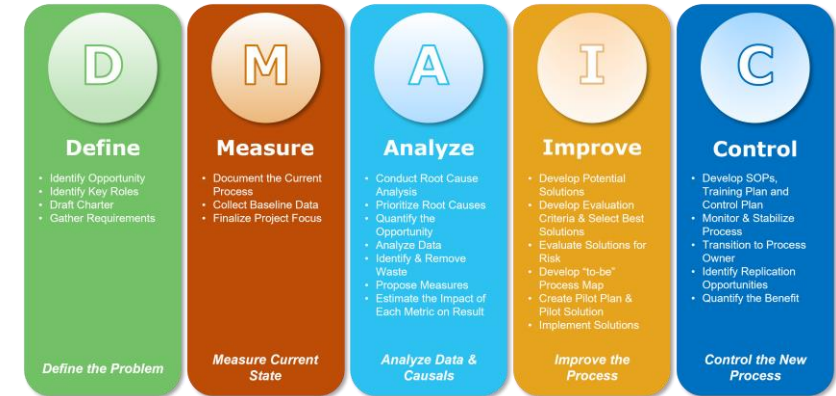 D
Define
• Identify Opportunity
• Identify Key Roles
• Draft Charter
• Gather Requirements
Define the Problem
M
Measure
• Document the Current
Process
• Collect Baseline Data
• Finalize Project Focus
Measure Current
State
A
Analyze
• Conduct Root Cause
Analysis
• Prioritize Root Causes
• Quantify the
Opportunity
• Analyze Data
• Identify & Remove
Waste
• Propose Measures
• Estimate the Impact of
Each Metric on Result
Analyze Data &
Causals
I
Improve
• Develop Potential
Solutions
• Develop Evaluation
Criteria & Select Best
Solutions
• Evaluate Solutions for
Risk
• Develop “to-be”
Process Map
• Create Pilot Plan &
Pilot Solution
• Implement Solutions
Improve the
Process
C
Control
• Develop SOPs,
Training Plan and
Control Plan
• Monitor & Stabilize
Process
• Transition to Process
Owner
• Identify Replication
Opportunities
• Quantify the Benefit
Control the New
Process